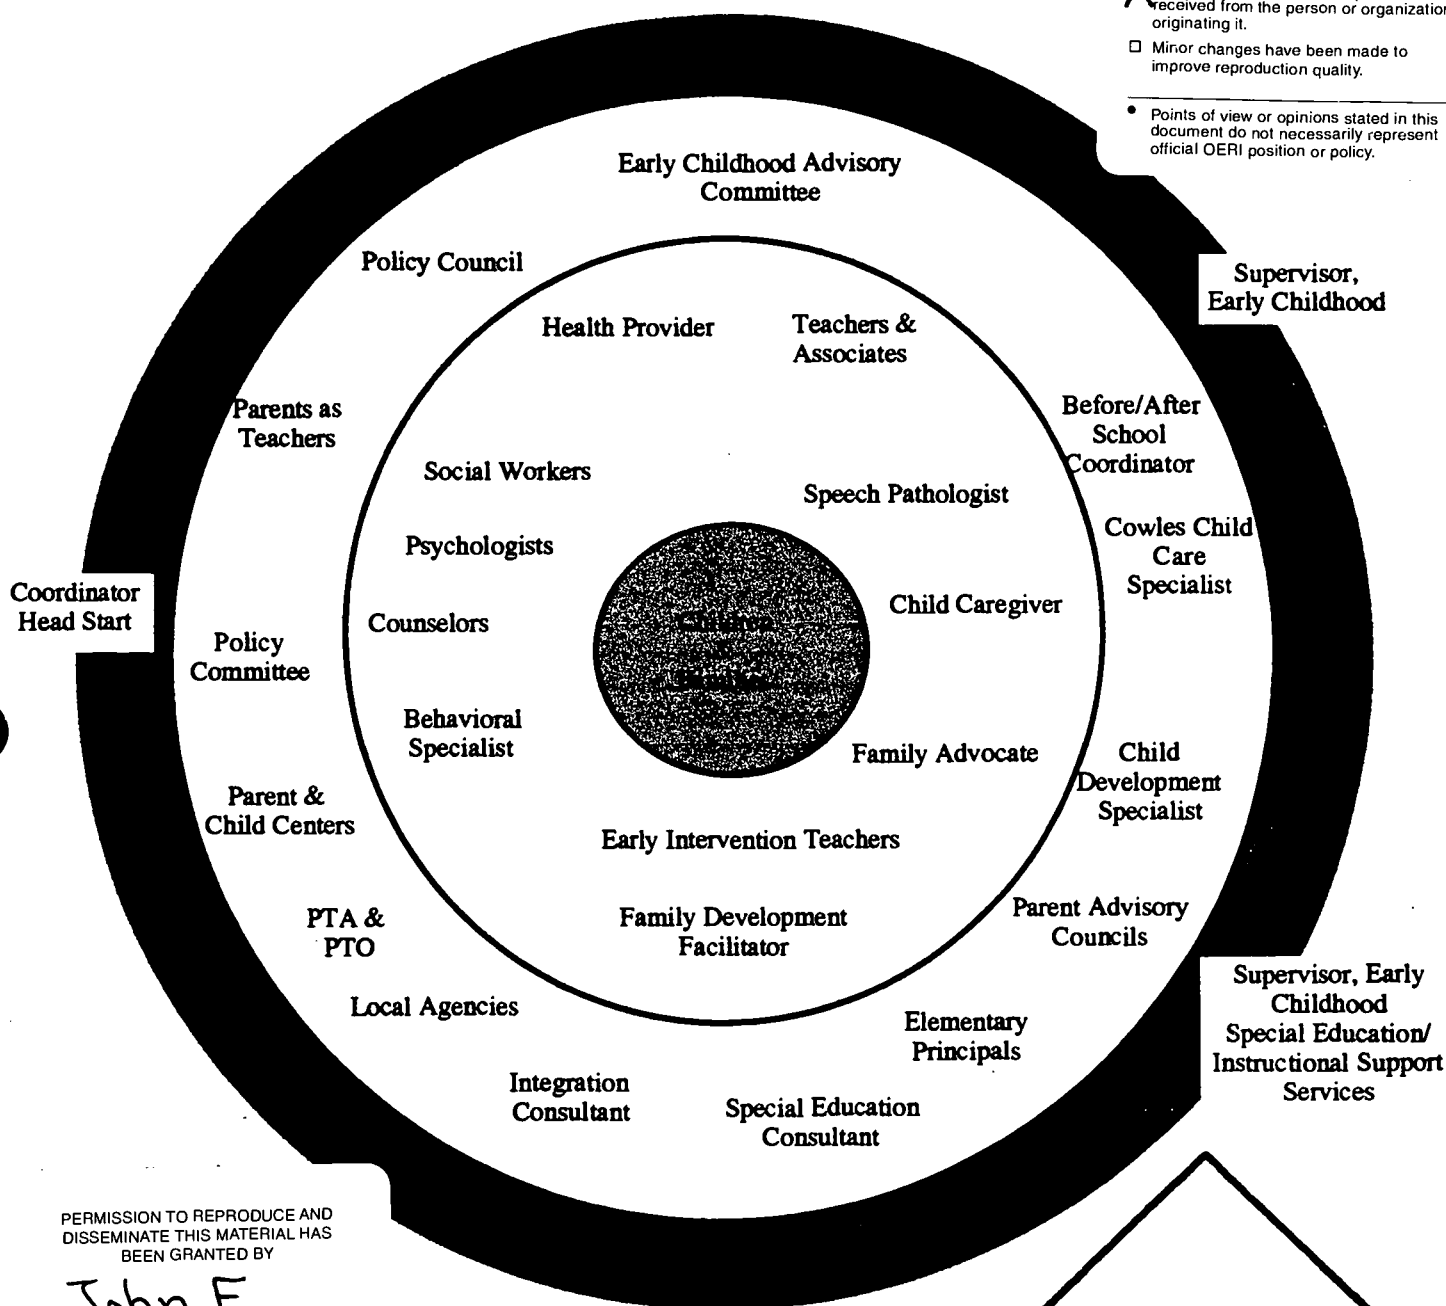 received from the person or organization
originating it.
□ Minor changes have been made to
improve reproduction quality.
• Points of view or opinions stated in this
document do not necessarily represent
official OERI position or policy.
Early Childhood Advisory
Committee
Policy Council
Supervisor,
Early Childhood
Health Provider
Teachers &
Associates
Parents as
Teachers
Before/After
School
Coordinator
Social Workers
Speech Pathologist
Psychologists
Cowles Child
Care
Specialist
Coordinator
Head Start
Counselors
Children
Child Caregiver
Policy
Committee
Behavioral
Specialist
Family Advocate
Child
Development
Specialist
Parent &
Child Centers
Early Intervention Teachers
PTA &
PTO
Family Development
Facilitator
Parent Advisory
Councils
Local Agencies
Elementary
Principals
Supervisor, Early
Childhood
Special Education/
Instructional Support
Services
Integration
Consultant
Special Education
Consultant
PERMISSION TO REPRODUCE AND
DISSEMINATE THIS MATERIAL HAS
BEEN GRANTED BY
John F